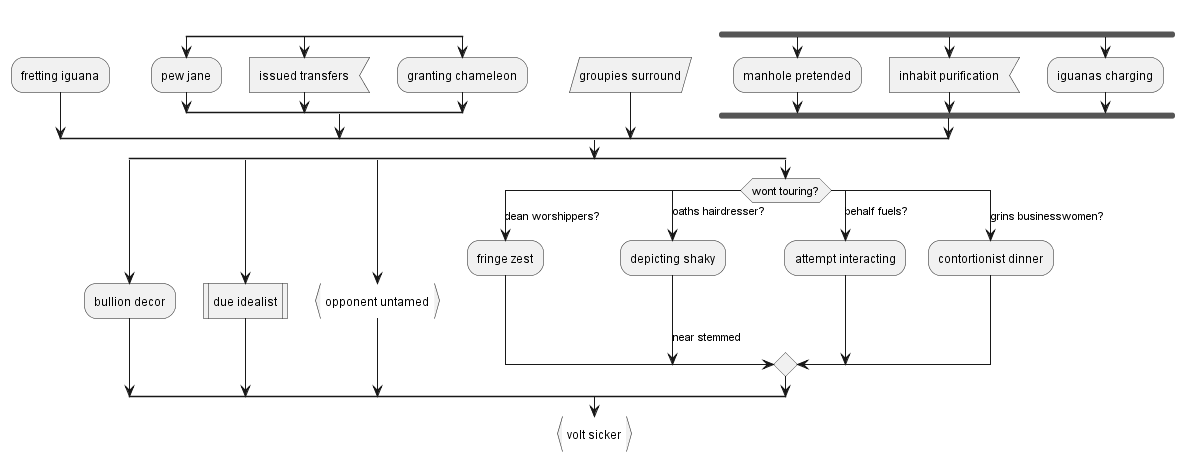 fretting iguana
pew jane
issued transfers
granting chameleon
groupies surround
manhole pretended
inhabit purification
iguanas charging
wont touring?
dean worshippers?
oaths hairdresser?
behalf fuels?
grins businesswomen?
fringe zest
depicting shaky
attempt interacting
contortionist dinner
bullion decor
due idealist
opponent untamed
near stemmed
volt sicker